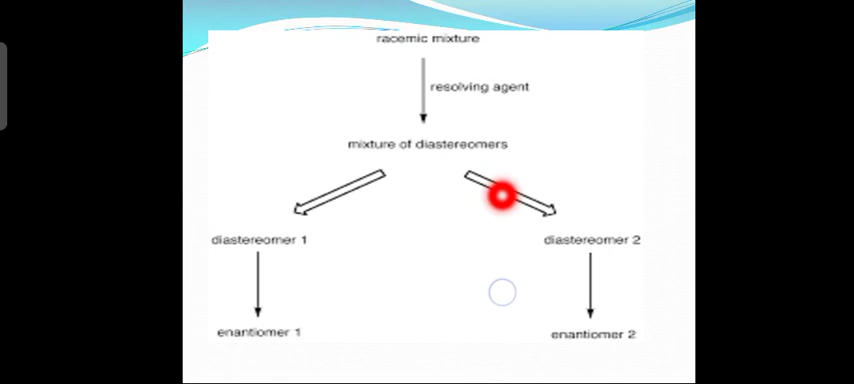 racemic mixture
resolving agent
mixture of diastereomers
diastereomer 1
diastereomer 2
enantiomer 1
enantiomer 2